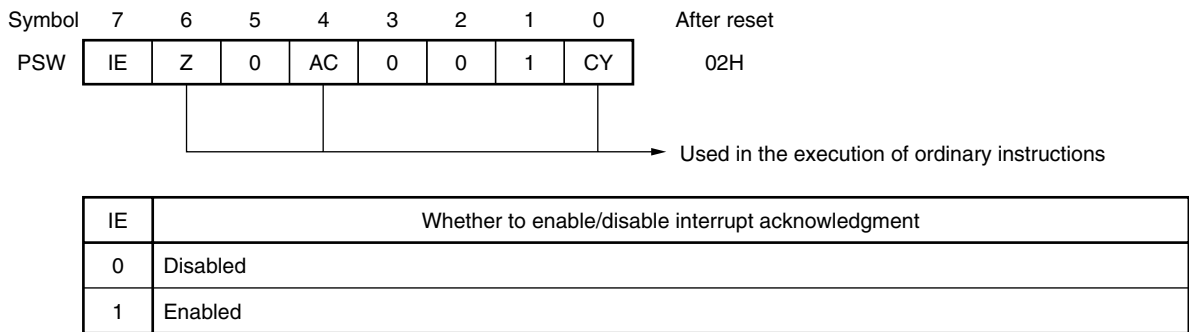 Symbol 7 6 5 4 3 2 1 0 After reset
PSW IE Z 0 AC 0 0 1 CY 02H
Used in the execution of ordinary instructions
IE Whether to enable/disable interrupt acknowledgment
0 Disabled
1 Enabled